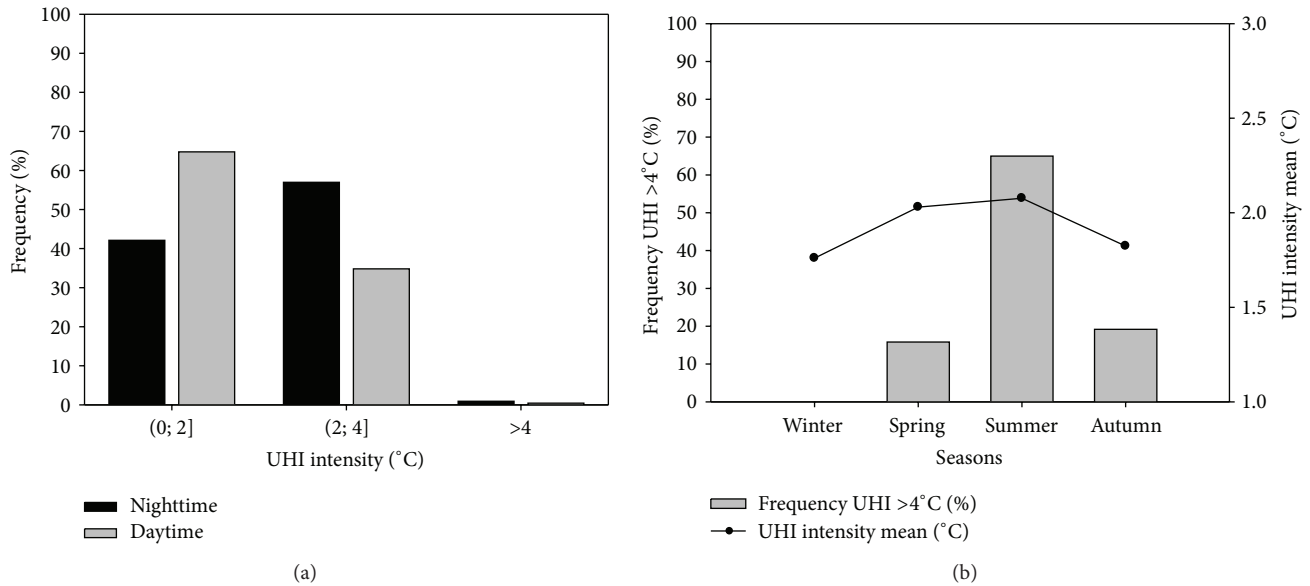 100
90
80
70
60
50
40
30
20
10
0
Frequency (%)
(0; 2]
(2; 4]
>4
UHI intensity (˚C)
Nighttime
Daytime
(a)
100
90
80
70
60
50
40
30
20
10
0
Frequency UHI >4˚C (%)
3.0
2.5
2.0
1.5
1.0
UHI intensity mean (˚C)
Winter
Spring
Summer
Autumn
Seasons
Frequency UHI >4˚C (%)
UHI intensity mean (˚C)
(b)